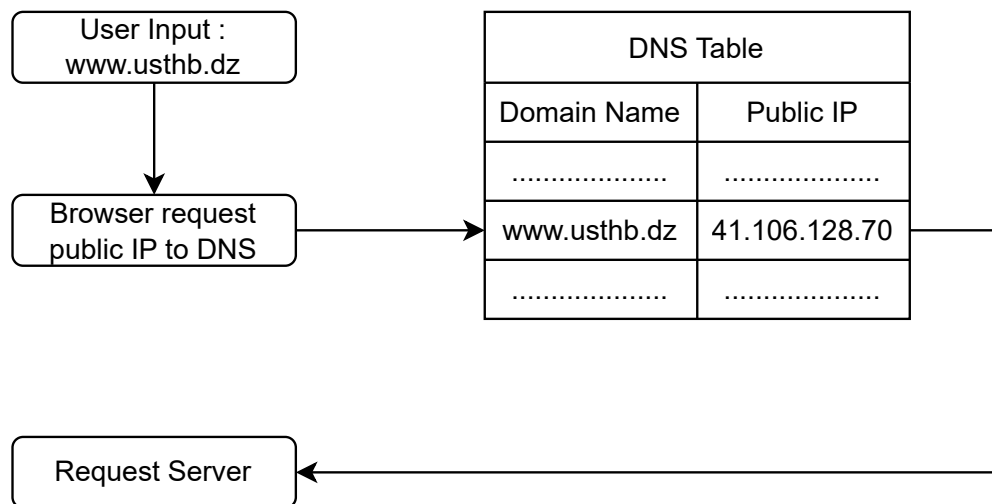 User Input :
www.usthb.dz
Browser request
public IP to DNS
DNS Table
Domain Name Public IP
.................... ....................
www.usthb.dz 41.106.128.70
.................... ....................
Request Server